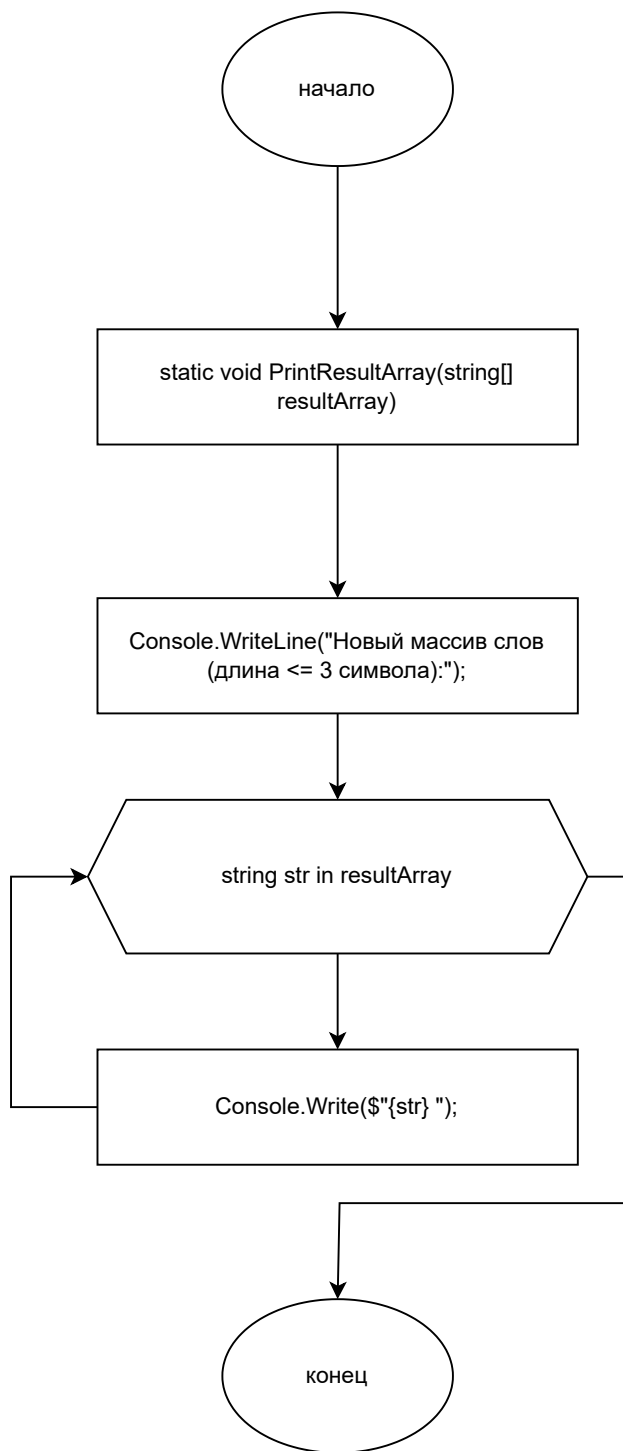 начало
static void PrintResultArray(string[]
resultArray)
Console.WriteLine("Новый массив слов
(длина <= 3 символа):");
string str in resultArray
Console.Write($"{str} ");
конец